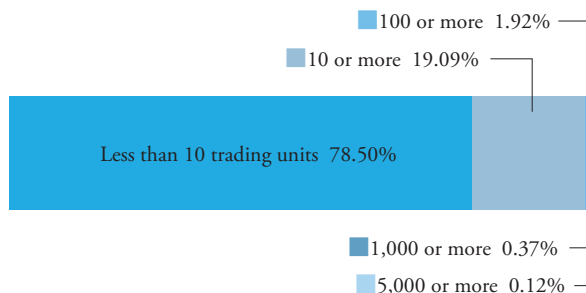 100 or more 1.92%
10 or more 19.09%
Less than 10 trading units 78.50%
1,000 or more 0.37%
5,000 or more 0.12%